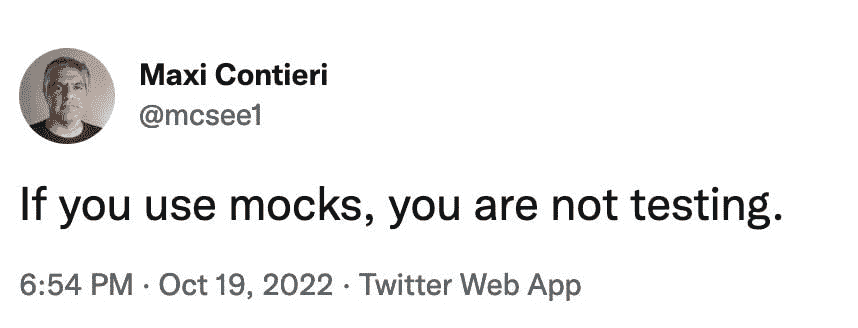 Maxi Contieri
@mcsee1
If you use mocks, you are not testing.
6:54 PM · Oct 19, 2022 · Twitter Web App